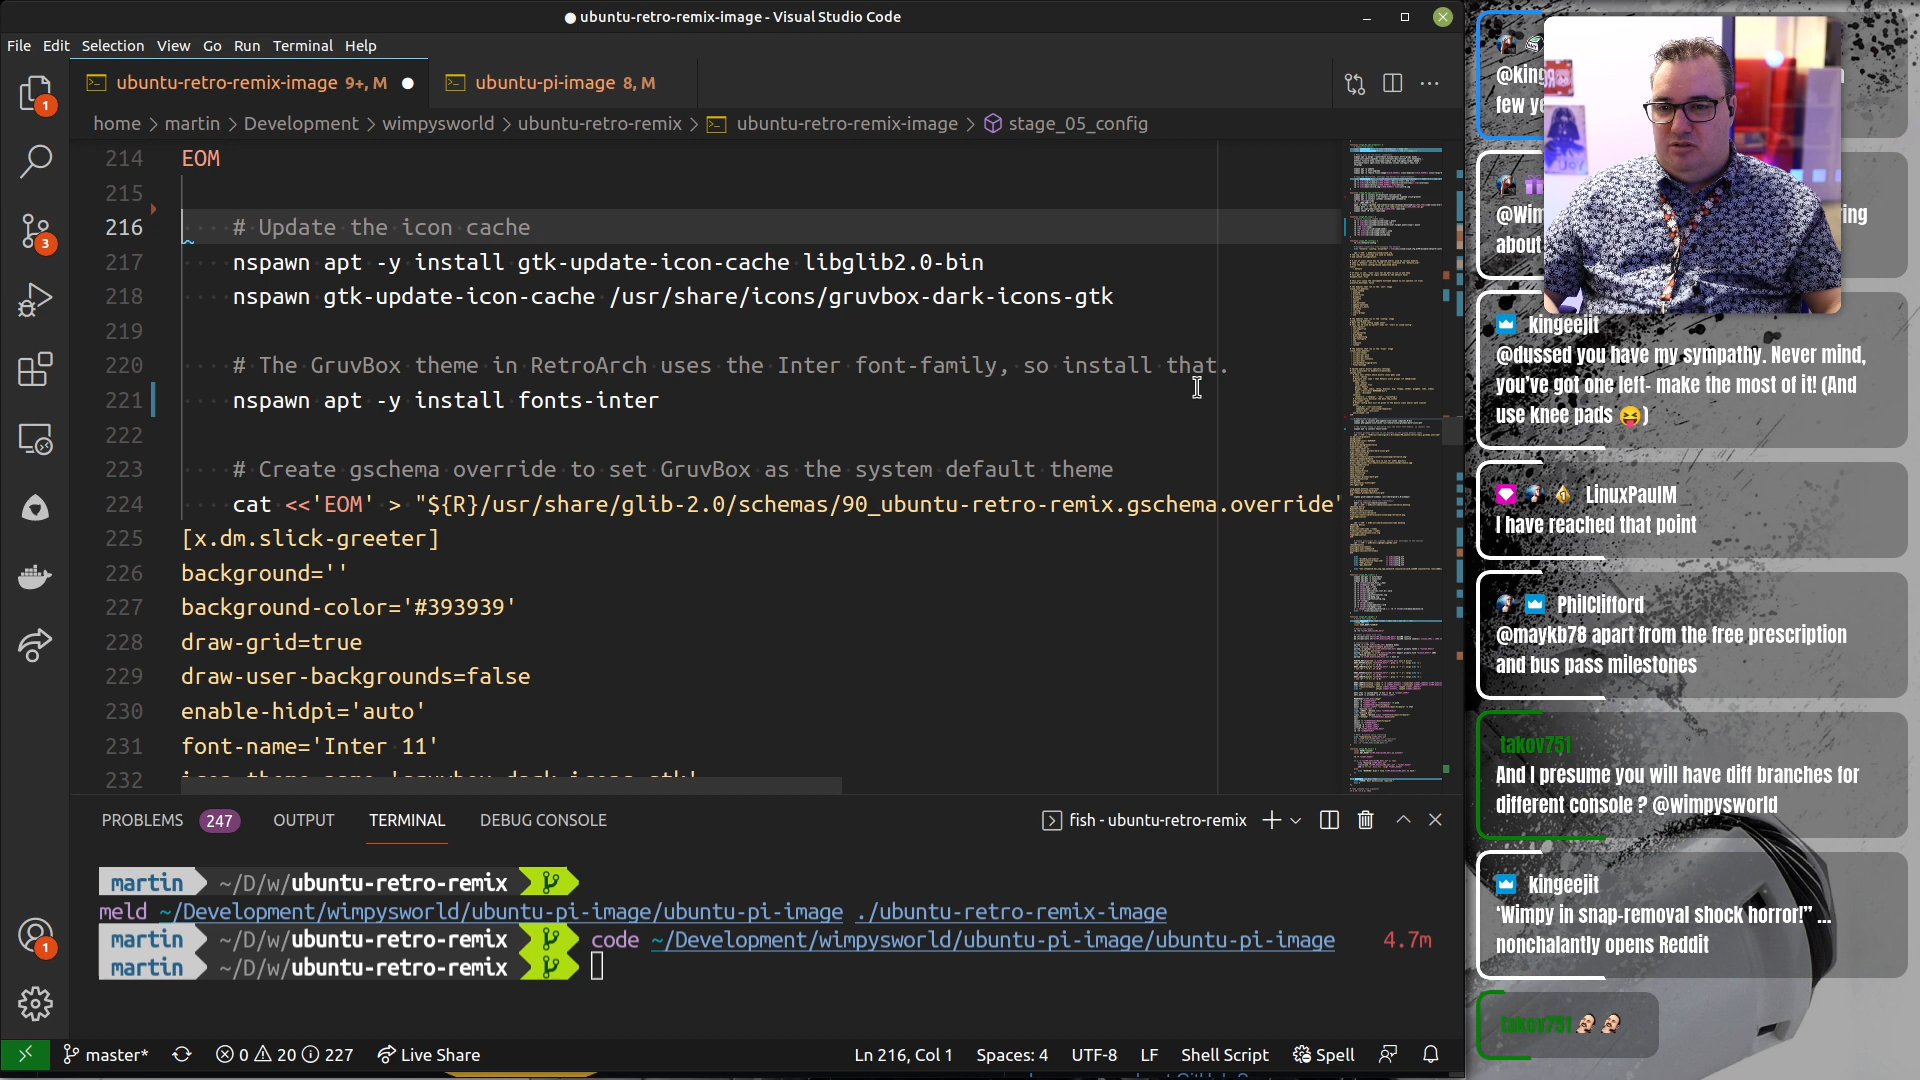 ● ubuntu-retro-remix-image - Visual Studio Code
File Edit Selection View Go Run Terminal Help
ubuntu-retro-remix-image 9+, M ●
ubuntu-pi-image 8, M
home > martin > Development > wimpysworld > ubuntu-retro-remix > ubuntu-retro-remix-image > stage_05_config
214 EOM
215
216 # Update the icon cache
217 nspawn apt -y install gtk-update-icon-cache libglib2.0-bin
218 nspawn gtk-update-icon-cache /usr/share/icons/gruvbox-dark-icons-gtk
219
220 # The GruvBox theme in RetroArch uses the Inter font-family, so install that.
221 nspawn apt -y install fonts-inter
222
223 # Create gschema override to set GruvBox as the system default theme
224 cat <<'EOM' > "${R}/usr/share/glib-2.0/schemas/90_ubuntu-retro-remix.gschema.override"
225 [x.dm.slick-greeter]
226 background=''
227 background-color='#393939'
228 draw-grid=true
229 draw-user-backgrounds=false
230 enable-hidpi='auto'
231 font-name='Inter 11'
232
PROBLEMS 247 OUTPUT TERMINAL DEBUG CONSOLE
fish - ubuntu-retro-remix
martin ~/D/w/ubuntu-retro-remix
meld ~/Development/wimpysworld/ubuntu-pi-image/ubuntu-pi-image ./ubuntu-retro-remix-image
martin ~/D/w/ubuntu-retro-remix code ~/Development/wimpysworld/ubuntu-pi-image/ubuntu-pi-image 4.7m
martin ~/D/w/ubuntu-retro-remix
master* 0 20 227 Live Share
Ln 216, Col 1 Spaces: 4 UTF-8 LF Shell Script Spell
1
3
1
@king
few y
@Wim
ing
about
kingeejit
@dussed you have my sympathy. Never mind,
you've got one left- make the most of it! (And
use knee pads 😝)
LinuxPaulM
I have reached that point
PhilClifford
@maykb78 apart from the free prescription
and bus pass milestones
takov751
And I presume you will have diff branches for
different console ? @wimpysworld
kingeejit
‘Wimpy in snap-removal shock horror!” ...
nonchalantly opens Reddit
takov751